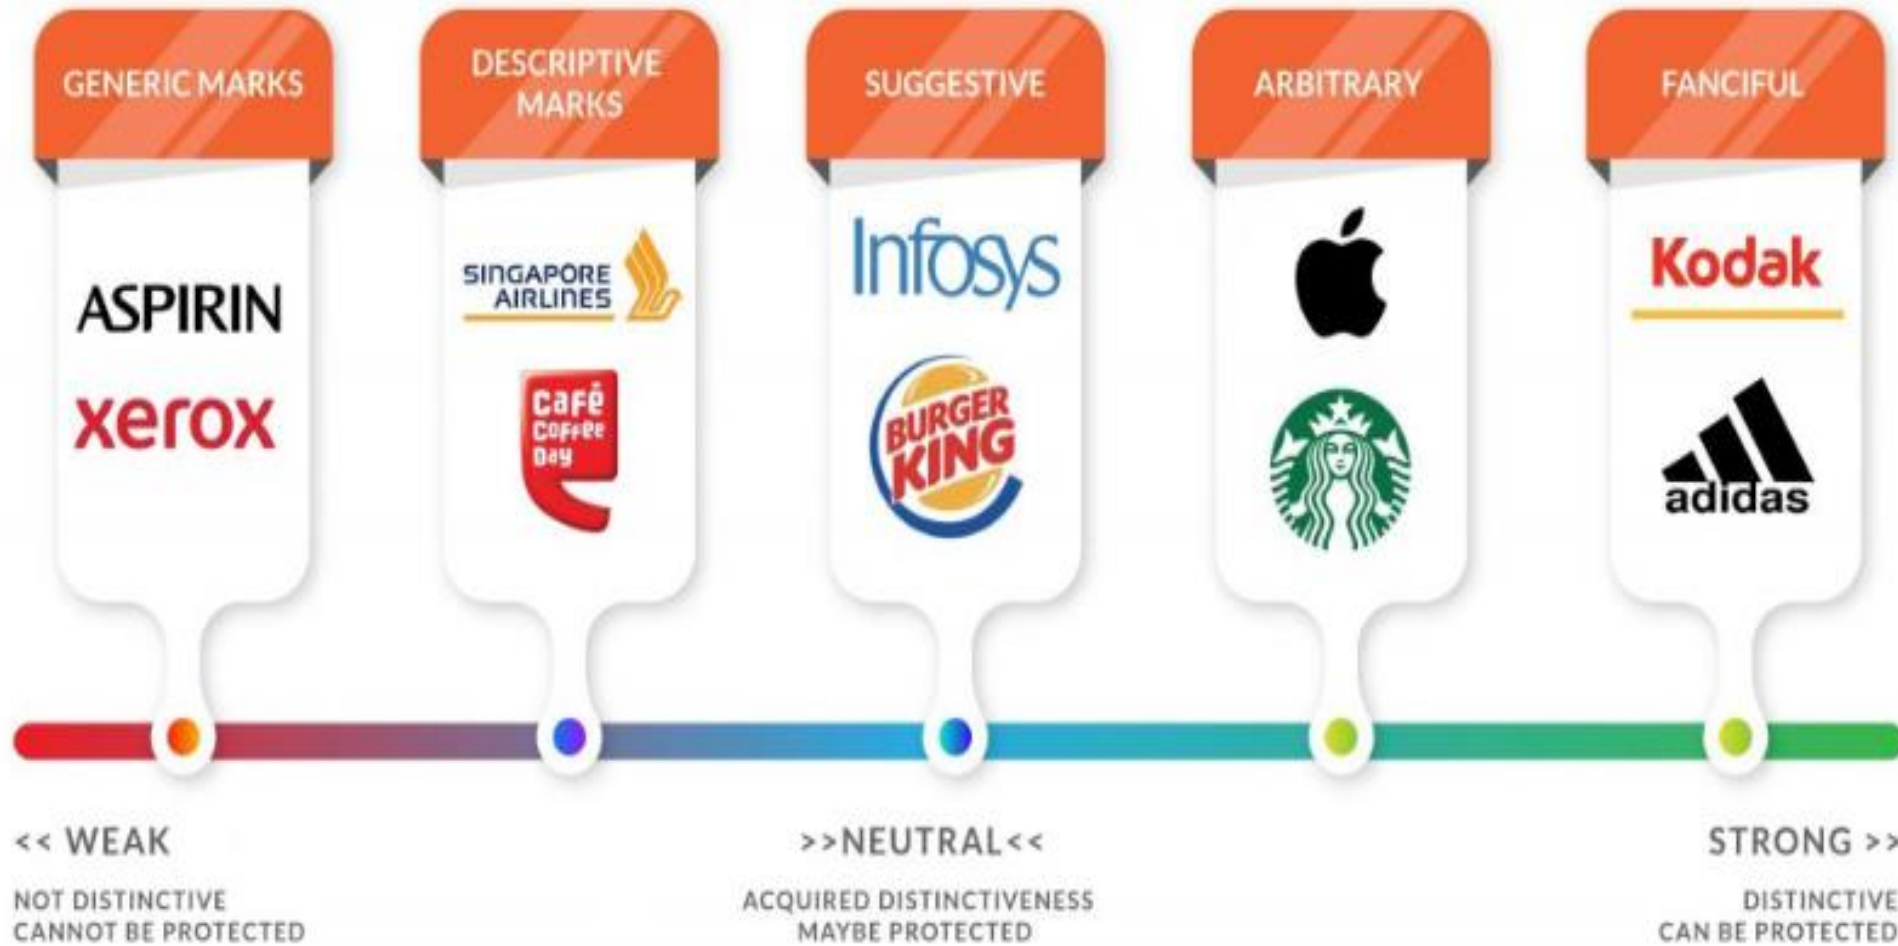 GENERIC MARKS
ASPIRIN
xerox
DESCRIPTIVE
MARKS
SINGAPORE
AIRLINES
café
coffee
Day
SUGGESTIVE
Infosys
BURGER
KING
ARBITRARY
FANCIFUL
Kodak
adidas
<< WEAK
NOT DISTINCTIVE
CANNOT BE PROTECTED
>>NEUTRAL<<
ACQUIRED DISTINCTIVENESS
MAYBE PROTECTED
STRONG >>
DISTINCTIVE
CAN BE PROTECTED